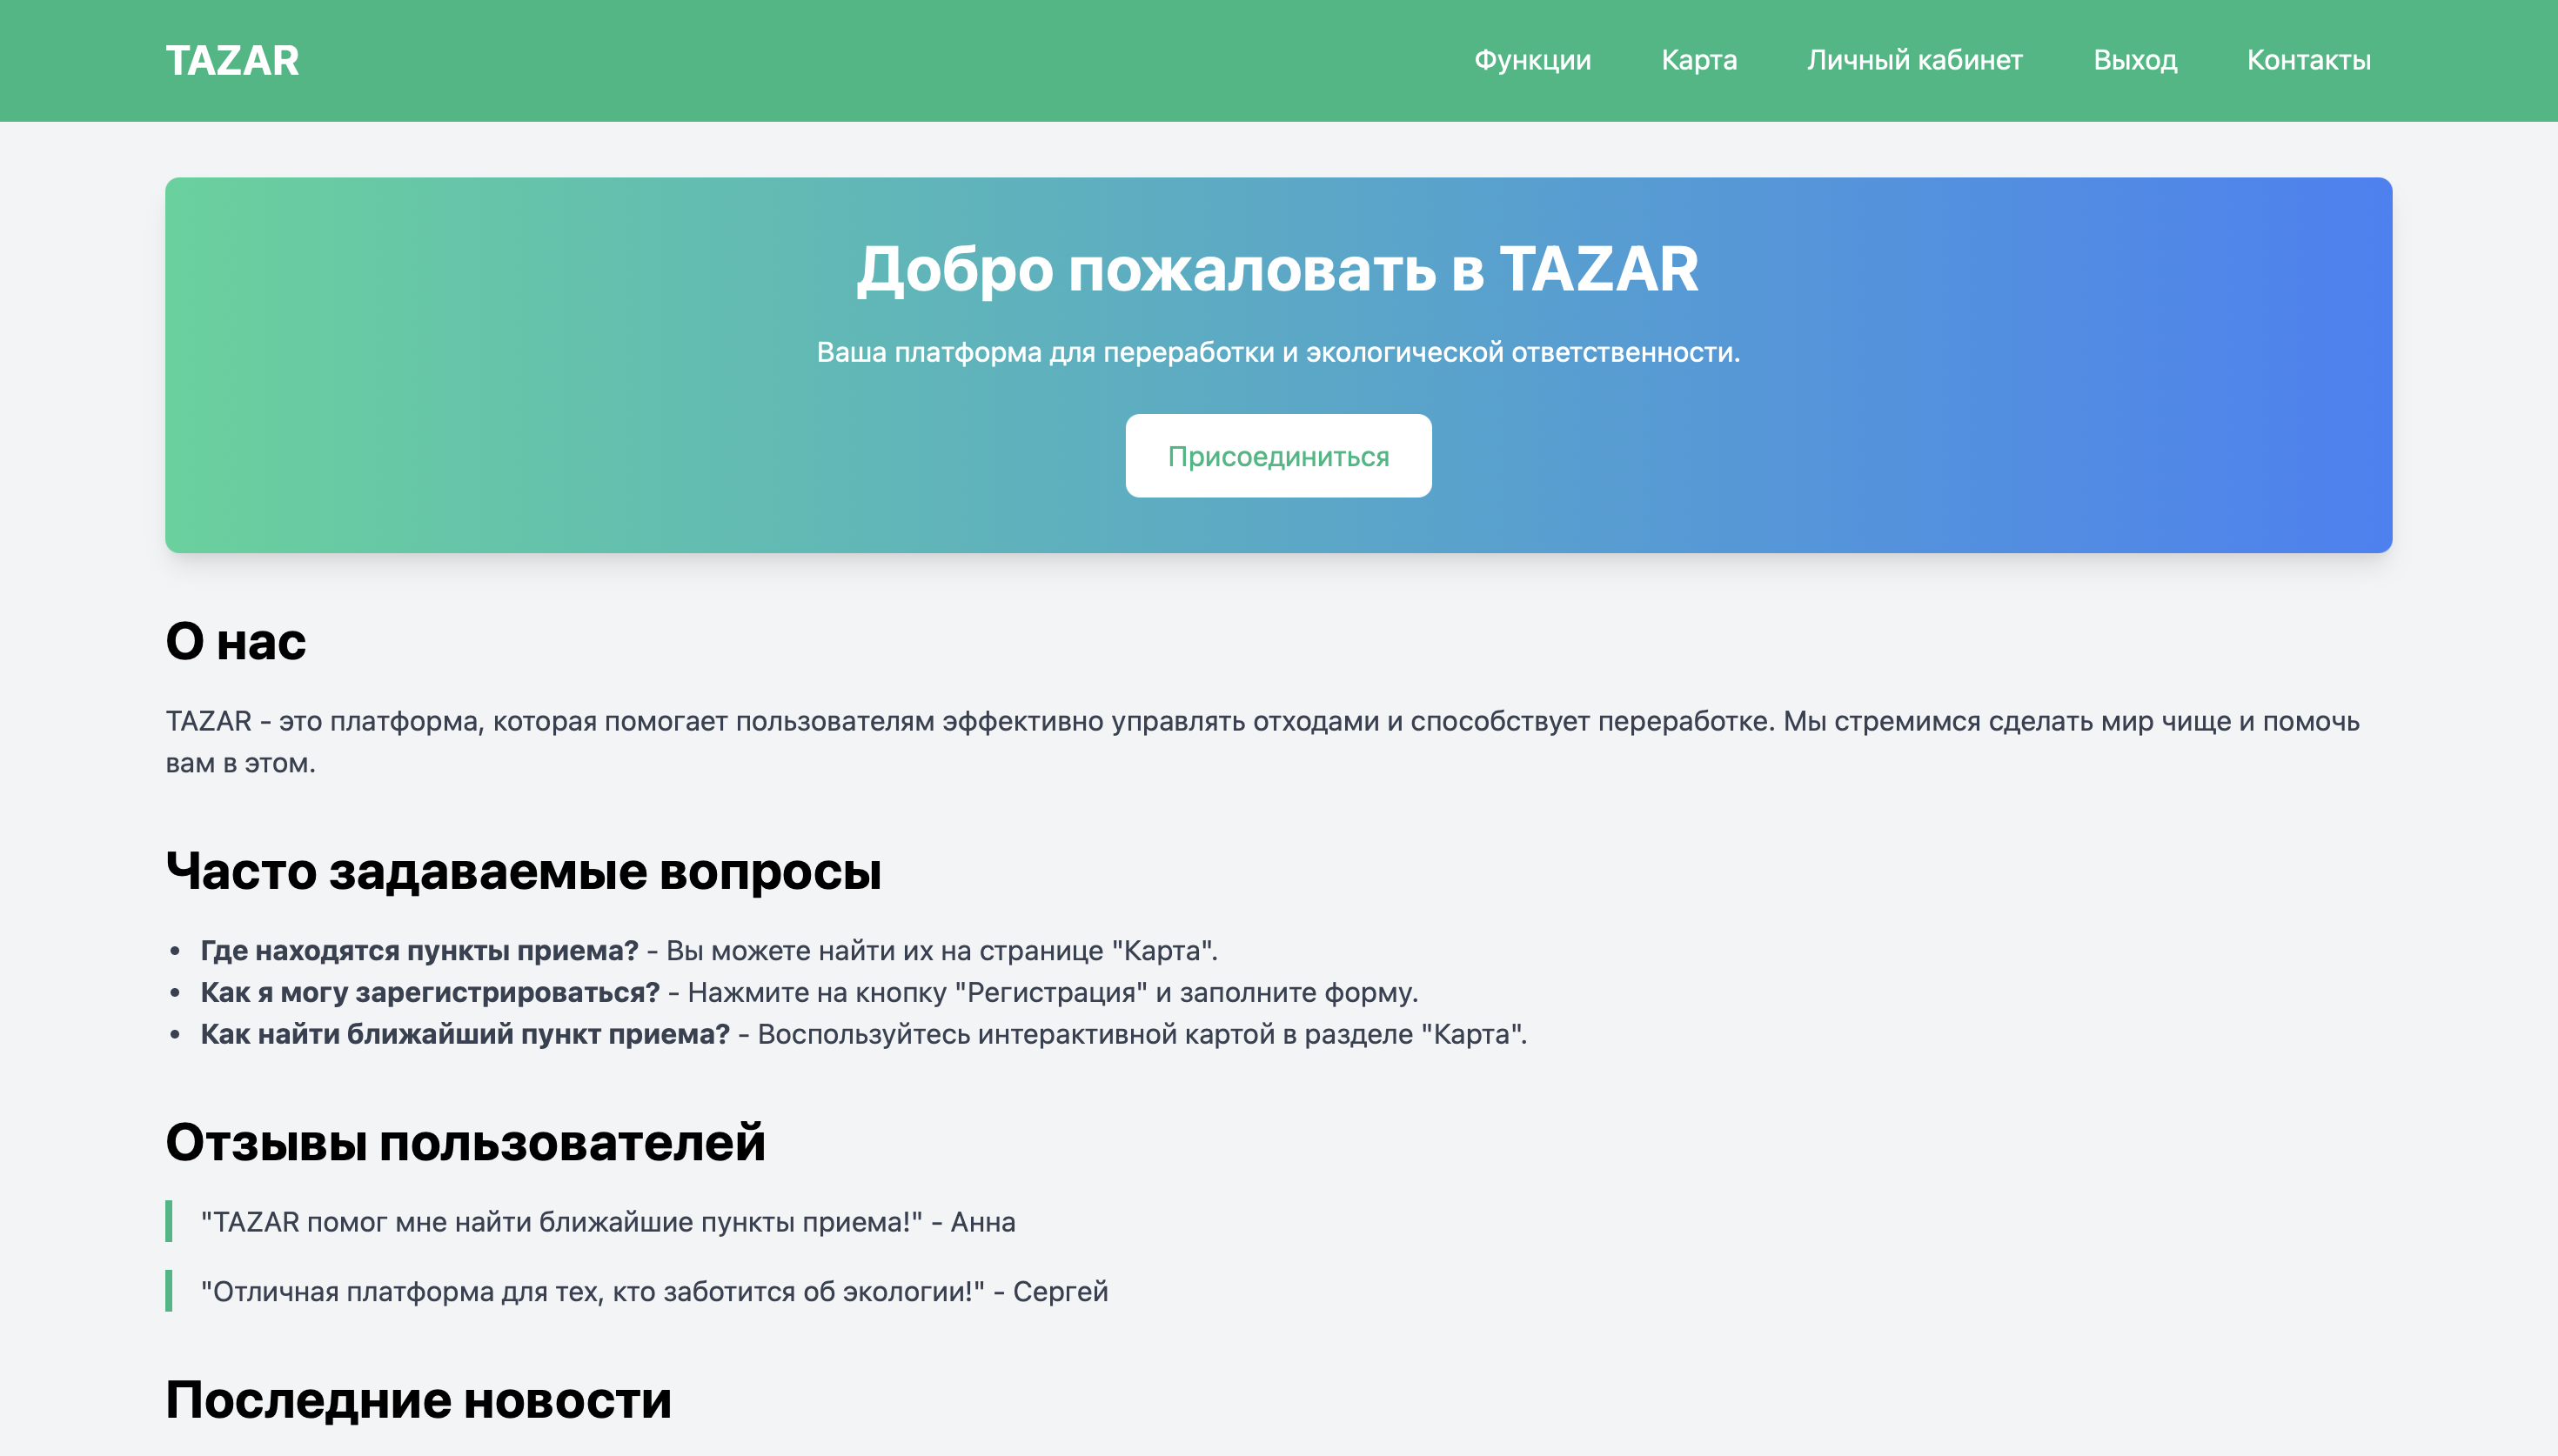 TAZAR
Функции
Карта
Личный кабинет
Выход
Контакты
Добро пожаловать в TAZAR
Ваша платформа для переработки и экологической ответственности.
Присоединиться
О нас
TAZAR - это платформа, которая помогает пользователям эффективно управлять отходами и способствует переработке. Мы стремимся сделать мир чище и помочь
вам в этом.
Часто задаваемые вопросы
• Где находятся пункты приема? - Вы можете найти их на странице "Карта".
• Как я могу зарегистрироваться? - Нажмите на кнопку "Регистрация" и заполните форму.
• Как найти ближайший пункт приема? - Воспользуйтесь интерактивной картой в разделе "Карта".
Отзывы пользователей
"TAZAR помог мне найти ближайшие пункты приема!" - Анна
"Отличная платформа для тех, кто заботится об экологии!" - Сергей
Последние новости